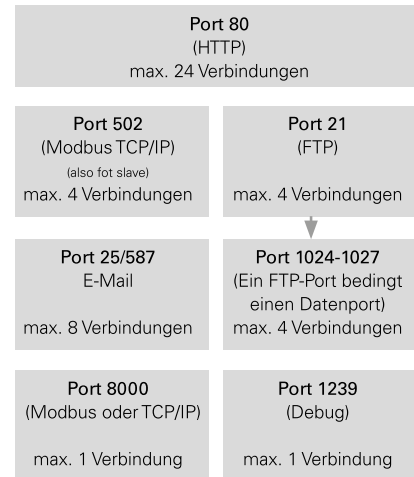 Port 80
(HTTP)
max. 24 Verbindungen
Port 502
(Modbus TCP/IP)
(also fot slave)
max. 4 Verbindungen
Port 21
(FTP)
max. 4 Verbindungen
Port 25/587
E-Mail
max. 8 Verbindungen
Port 1024-1027
(Ein FTP-Port bedingt
einen Datenport)
max. 4 Verbindungen
Port 8000
(Modbus oder TCP/IP)
max. 1 Verbindung
Port 1239
(Debug)
max. 1 Verbindung